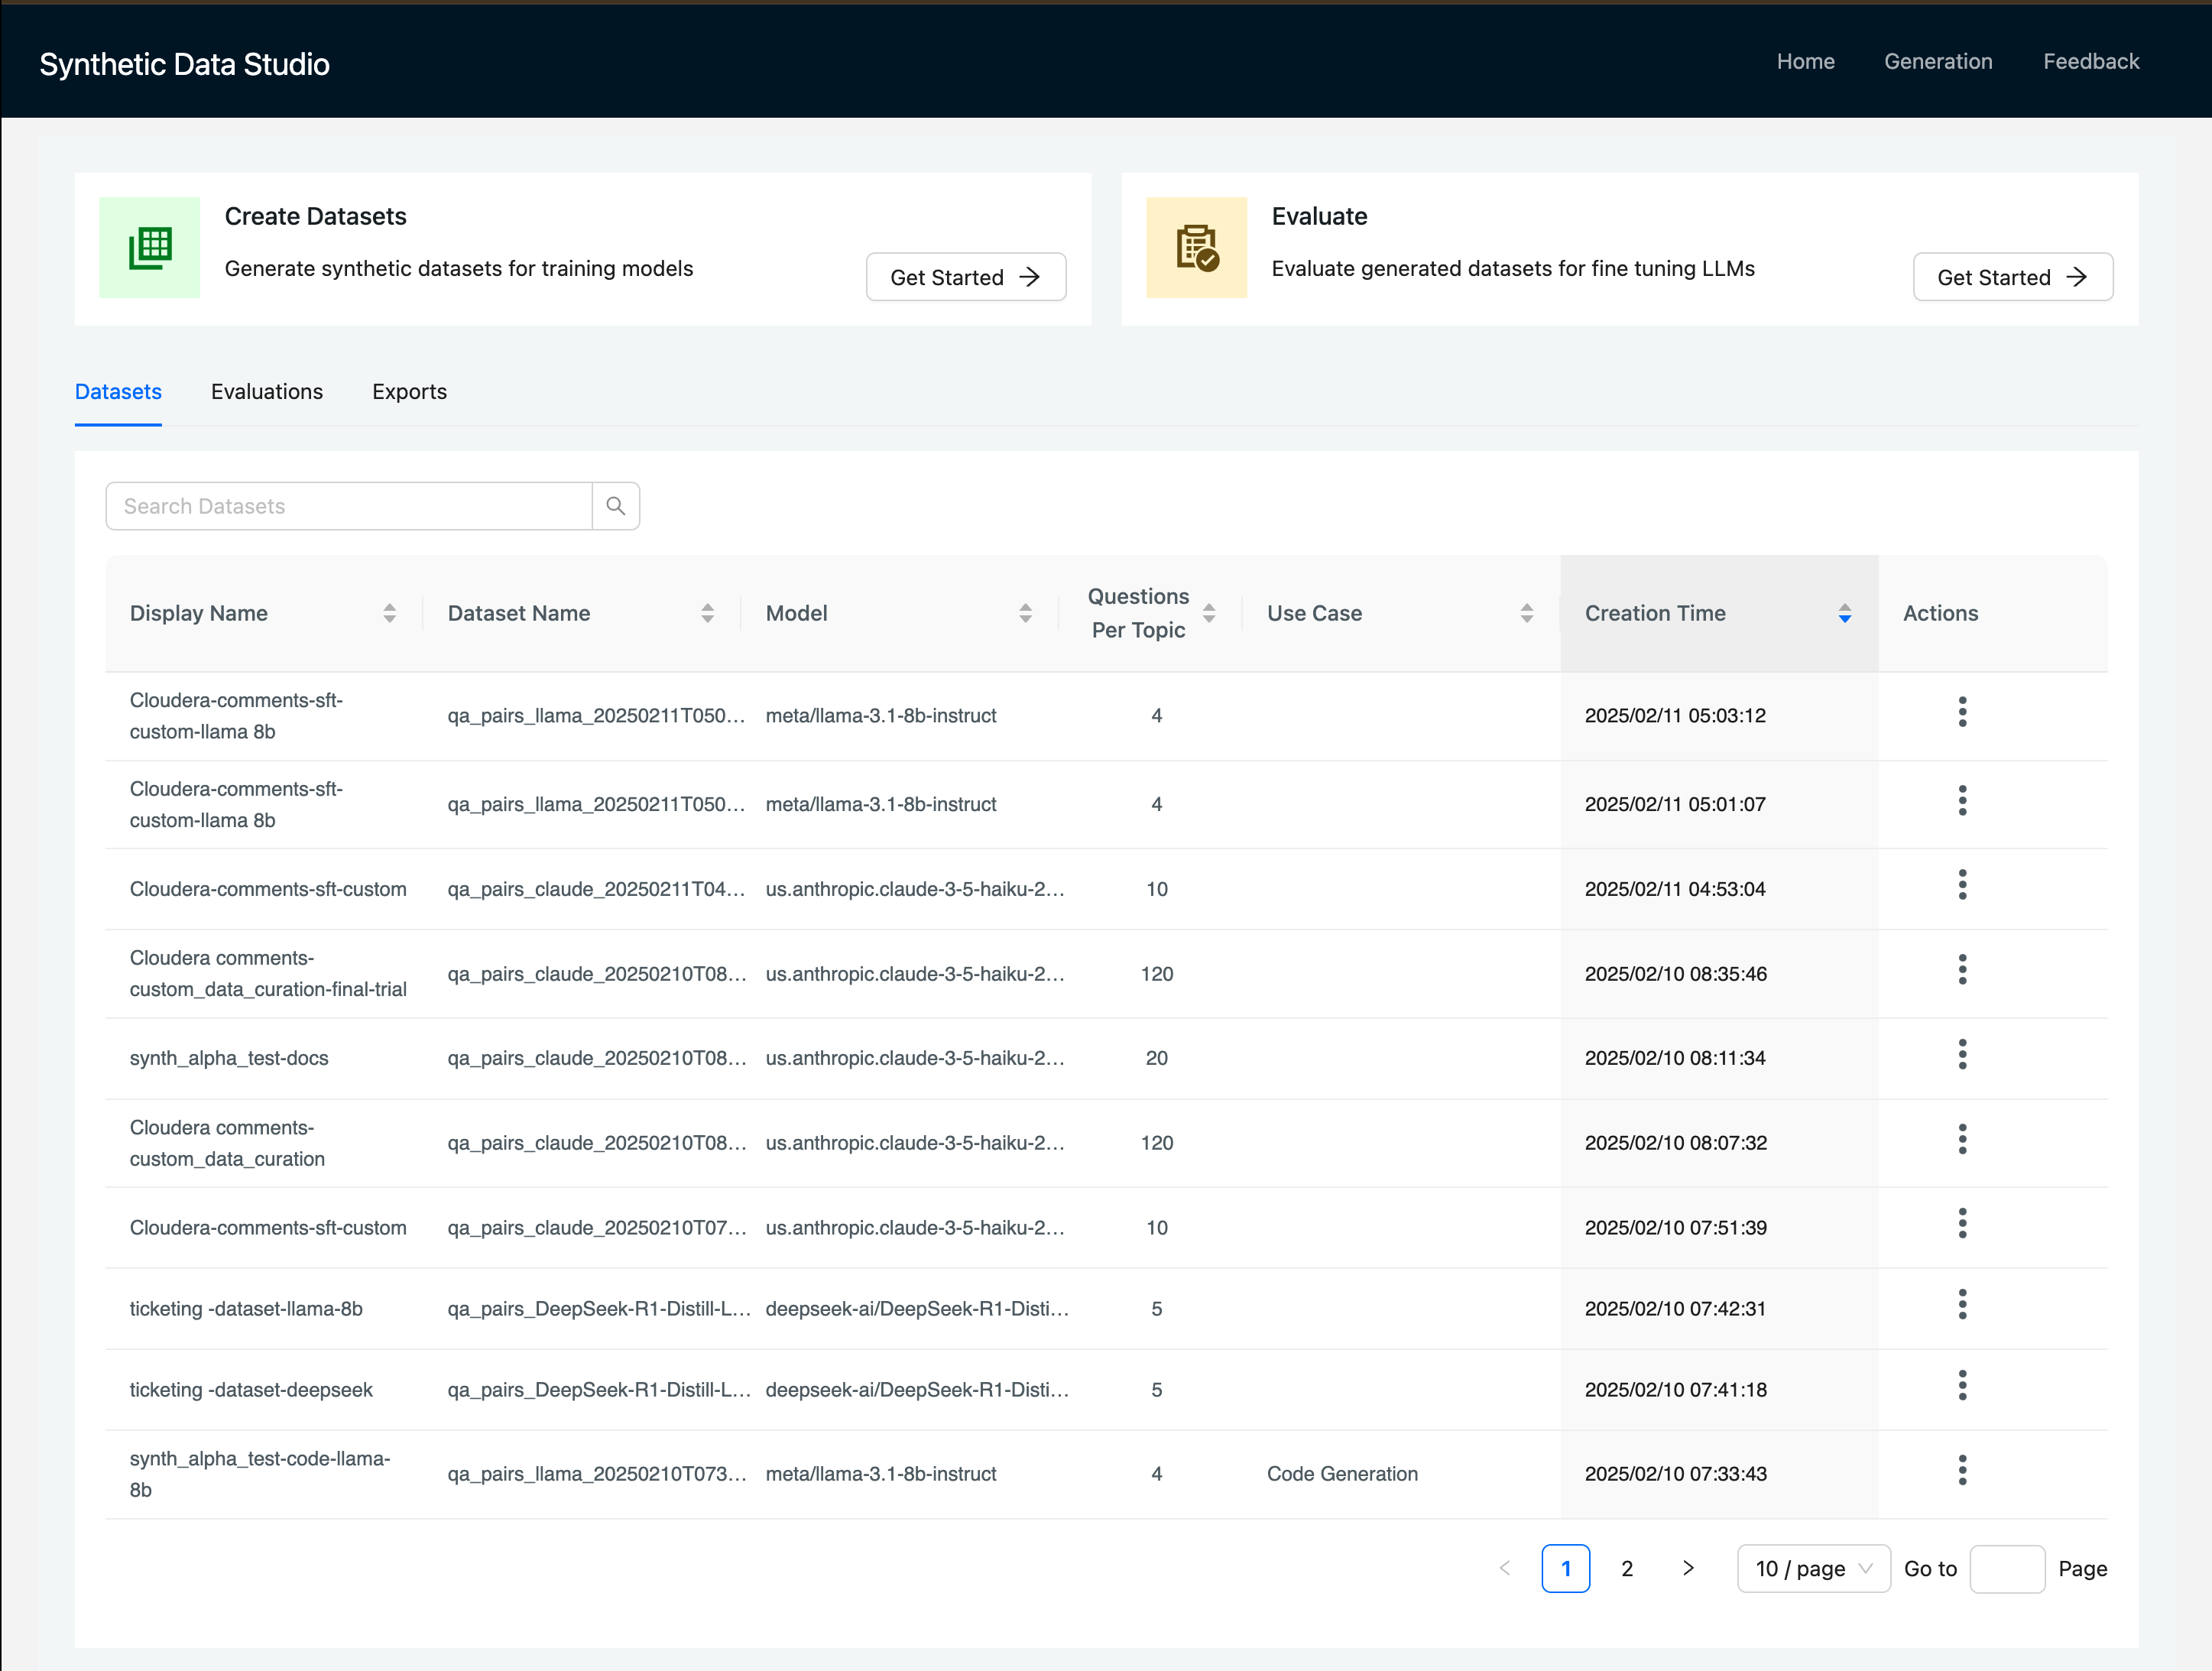 Synthetic Data Studio
Home Generation Feedback
Create Datasets
Generate synthetic datasets for training models
Get Started
Evaluate
Evaluate generated datasets for fine tuning LLMs
Get Started
Datasets Evaluations Exports
Search Datasets
Display Name Dataset Name Model Questions Per Topic Use Case Creation Time Actions
Cloudera-comments-sft-
custom-llama 8b
qa_pairs_llama_20250211T050... meta/llama-3.1-8b-instruct 4 2025/02/11 05:03:12
Cloudera-comments-sft-
custom-llama 8b
qa_pairs_llama_20250211T050... meta/llama-3.1-8b-instruct 4 2025/02/11 05:01:07
Cloudera-comments-sft-custom qa_pairs_claude_20250211T04... us.anthropic.claude-3-5-haiku-2... 10 2025/02/11 04:53:04
Cloudera comments-
custom_data_curation-final-trial
qa_pairs_claude_20250210T08... us.anthropic.claude-3-5-haiku-2... 120 2025/02/10 08:35:46
synth_alpha_test-docs qa_pairs_claude_20250210T08... us.anthropic.claude-3-5-haiku-2... 20 2025/02/10 08:11:34
Cloudera comments-
custom_data_curation
qa_pairs_claude_20250210T08... us.anthropic.claude-3-5-haiku-2... 120 2025/02/10 08:07:32
Cloudera-comments-sft-custom qa_pairs_claude_20250210T07... us.anthropic.claude-3-5-haiku-2... 10 2025/02/10 07:51:39
ticketing -dataset-llama-8b qa_pairs_DeepSeek-R1-Distill-L... deepseek-ai/DeepSeek-R1-Disti... 5 2025/02/10 07:42:31
ticketing -dataset-deepseek qa_pairs_DeepSeek-R1-Distill-L... deepseek-ai/DeepSeek-R1-Disti... 5 2025/02/10 07:41:18
synth_alpha_test-code-llama-
8b
qa_pairs_llama_20250210T073... meta/llama-3.1-8b-instruct 4 Code Generation 2025/02/10 07:33:43
1 2 10 / page Go to Page